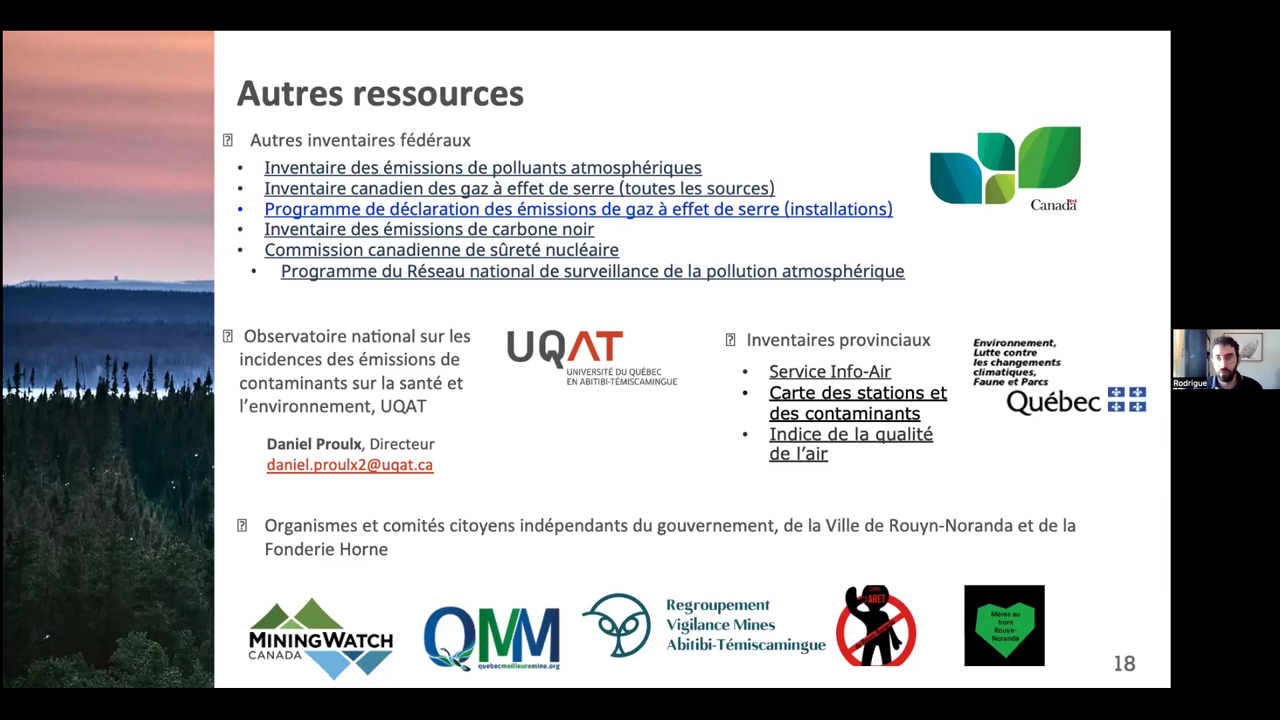 Autres ressources
Autres inventaires fédéraux
• Inventaire des émissions de polluants atmosphériques
• Inventaire canadien des gaz à effet de serre (toutes les sources)
• Programme de déclaration des émissions de gaz à effet de serre (installations)
• Inventaire des émissions de carbone noir
• Commission canadienne de sûreté nucléaire
• Programme du Réseau national de surveillance de la pollution atmosphérique
Canada
Observatoire national sur les
incidences des émissions de
contaminants sur la santé et
l’environnement, UQAT
Daniel Proulx, Directeur
daniel.proulx2@uqat.ca
UQAT
UNIVERSITÉ DU QUÉBEC
EN ABITIBI-TÉMISCAMINGUE
Inventaires provinciaux
• Service Info-Air
• Carte des stations et
des contaminants
• Indice de la qualité
de l’air
Environnement,
Lutte contre
les changements
climatiques,
Faune et Parcs
Québec
Rodrigue
Organismes et comités citoyens indépendants du gouvernement, de la Ville de Rouyn-Noranda et de la
Fonderie Horne
MININGWATCH
CANADA
QMM
quebecmeilleuremine.org
Regroupement
Vigilance Mines
Abitibi-Témiscamingue
ARET
Mères au
front
Rouyn-
Noranda
18